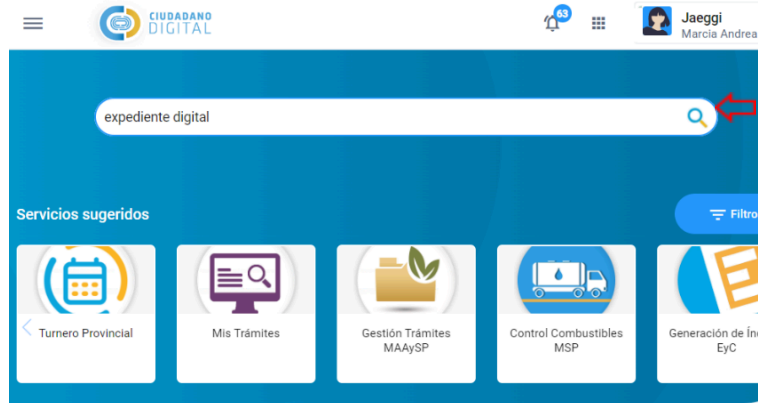 CIUDADANO
DIGITAL
63
Jaeggi
Marcia Andrea
expediente digital
Servicios sugeridos
Filtro
Turnero Provincial
Mis Trámites
Gestión Trámites
MAAySP
Control Combustibles
MSP
Generación de Ín
EyC